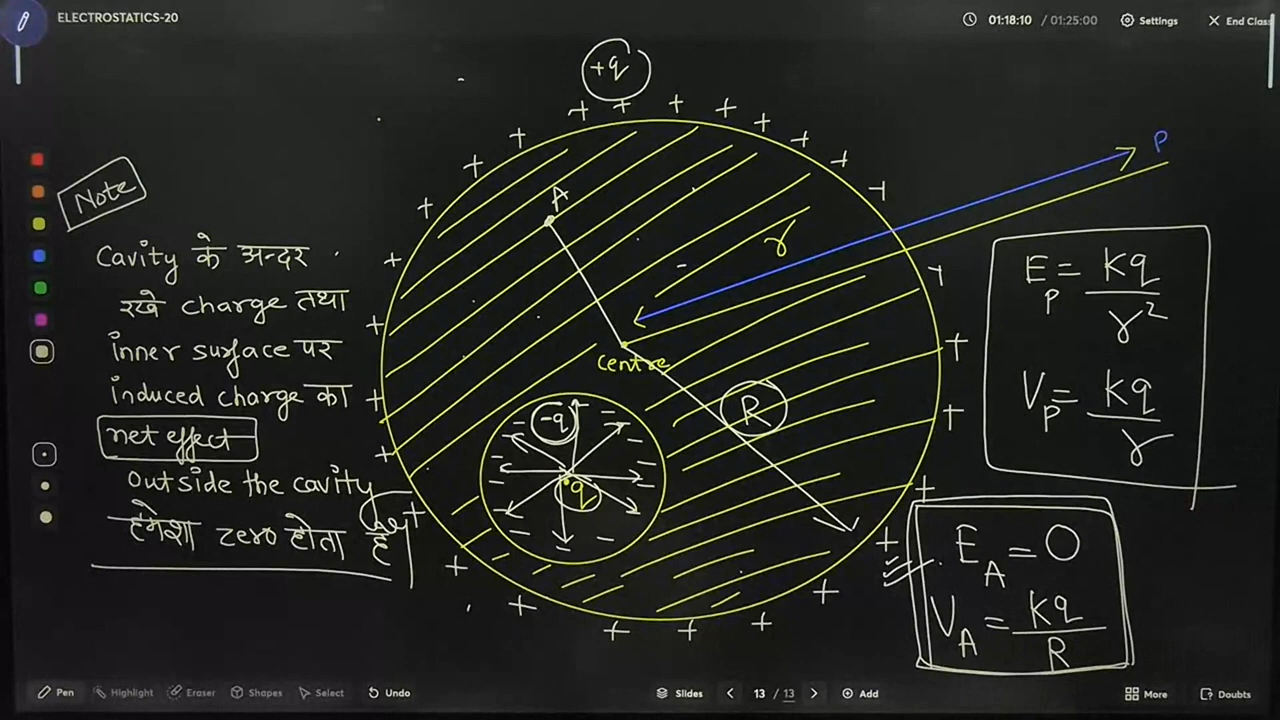 ELECTROSTATICS-20
01:18:10 / 01:25:00
Settings
End Class
+q
Note
Cavity के अन्दर
रखे charge तथा
inner surface पर
induced charge का
net effect
outside the cavity
हमेशा zero होता है
A
P
r
Centre
R
-q
q
E_P = Kq/r²
V_P = Kq/r
E_A = 0
V_A = Kq/R
Pen
Highlight
Eraser
Shapes
Select
Undo
Slides
13 / 13
Add
More
Doubts